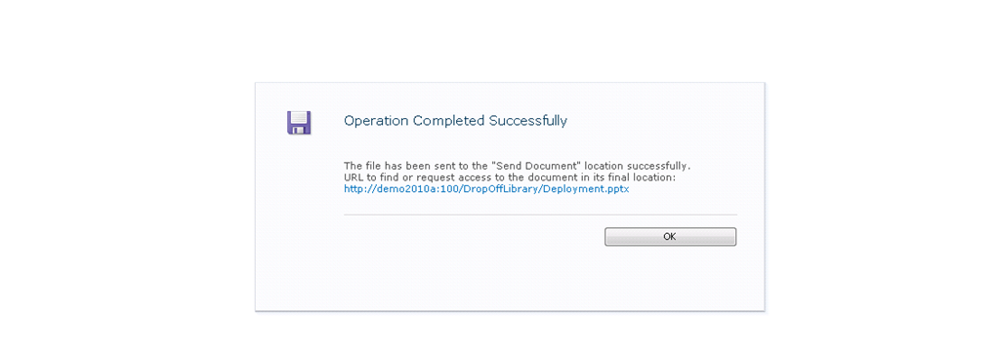 Operation Completed Successfully
The file has been sent to the "Send Document" location successfully.
URL to find or request access to the document in its final location:
http://demo2010a:100/DropOffLibrary/Deployment.pptx
OK